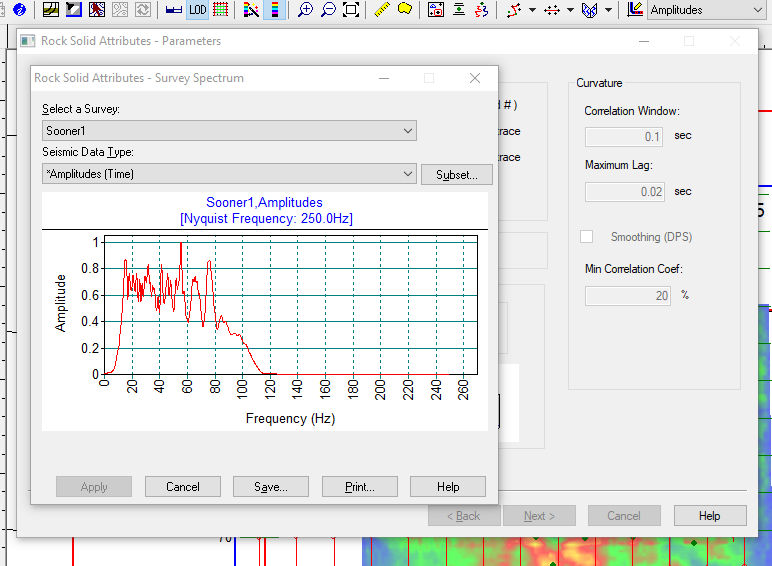 LOD
Amplitudes
Rock Solid Attributes - Parameters
Rock Solid Attributes - Survey Spectrum
Select a Survey:
Sooner1
Seismic Data Type:
*Amplitudes (Time)
Subset...
Sooner1,Amplitudes
[Nyquist Frequency: 250.0Hz]
Amplitude
1
0.8
0.6
0.4
0.2
0
0 20 40 60 80 100 120 140 160 180 200 220 240 260
Frequency (Hz)
Apply
Cancel
Save...
Print...
Help
# )
race
race
Curvature
Correlation Window:
0.1 sec
Maximum Lag:
0.02 sec
Smoothing (DPS)
Min Correlation Coef:
20 %
< Back
Next >
Cancel
Help
5